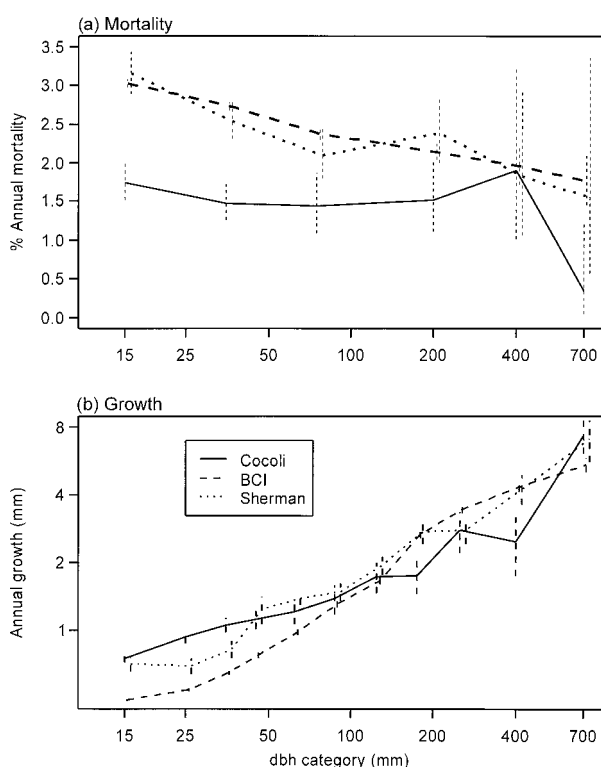 (a) Mortality
% Annual mortality
3.5
3.0
2.5
2.0
1.5
1.0
0.5
0.0
15 25 50 100 200 400 700
(b) Growth
Annual growth (mm)
8
4
2
1
Cocoli
BCI
Sherman
15 25 50 100 200 400 700
dbh category (mm)